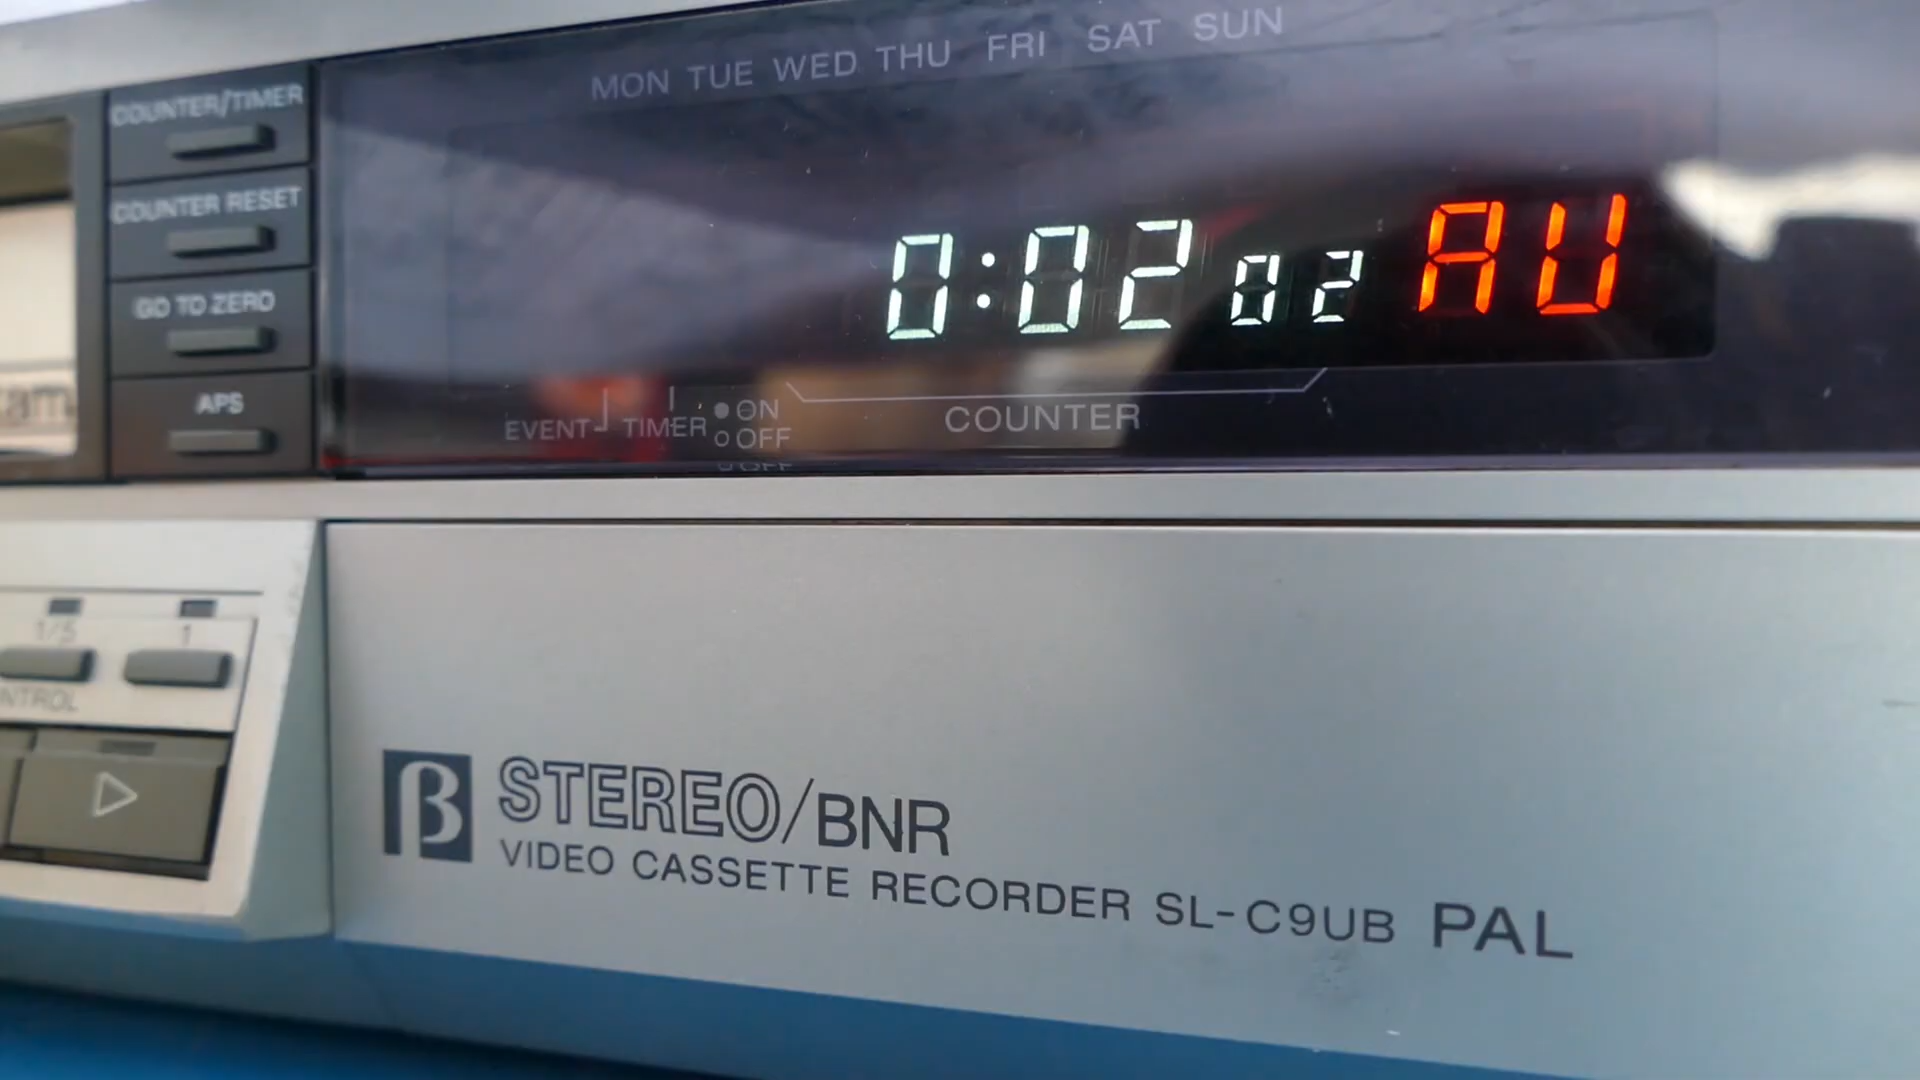 MON TUE WED THU FRI SAT SUN
COUNTER/TIMER
COUNTER RESET
GO TO ZERO
APS
0:02 02 AU
EVENT TIMER ON
OFF
COUNTER
1/5 1
β STEREO/BNR
VIDEO CASSETTE RECORDER SL-C9UB PAL